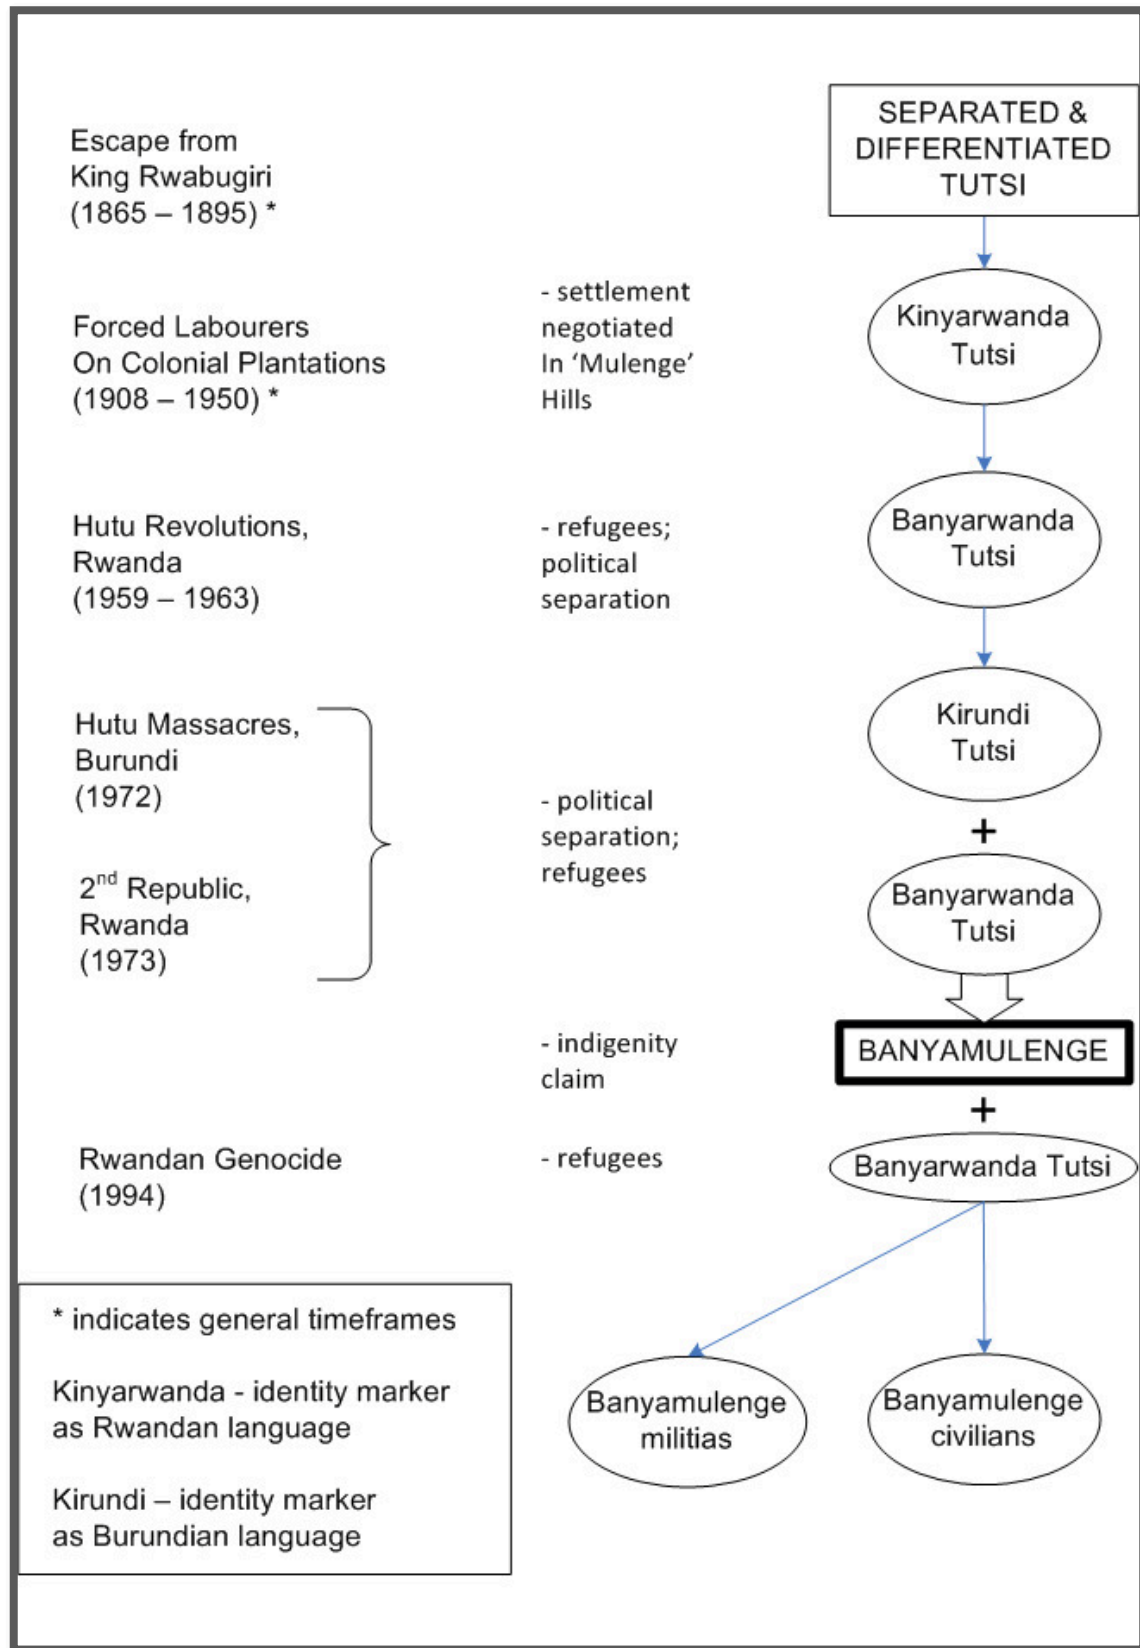 SEPARATED &
DIFFERENTIATED
TUTSI
Escape from
King Rwabugiri
(1865 – 1895) *
Forced Labourers
On Colonial Plantations
(1908 – 1950) *
- settlement
negotiated
In ‘Mulenge’
Hills
Kinyarwanda
Tutsi
Hutu Revolutions,
Rwanda
(1959 – 1963)
- refugees;
political
separation
Banyarwanda
Tutsi
Hutu Massacres,
Burundi
(1972)
2nd Republic,
Rwanda
(1973)
- political
separation;
refugees
Kirundi
Tutsi
+
Banyarwanda
Tutsi
- indigenity
claim
BANYAMULENGE
+
Rwandan Genocide
(1994)
- refugees
Banyarwanda Tutsi
Banyamulenge
militias
Banyamulenge
civilians
* indicates general timeframes
Kinyarwanda - identity marker
as Rwandan language
Kirundi – identity marker
as Burundian language